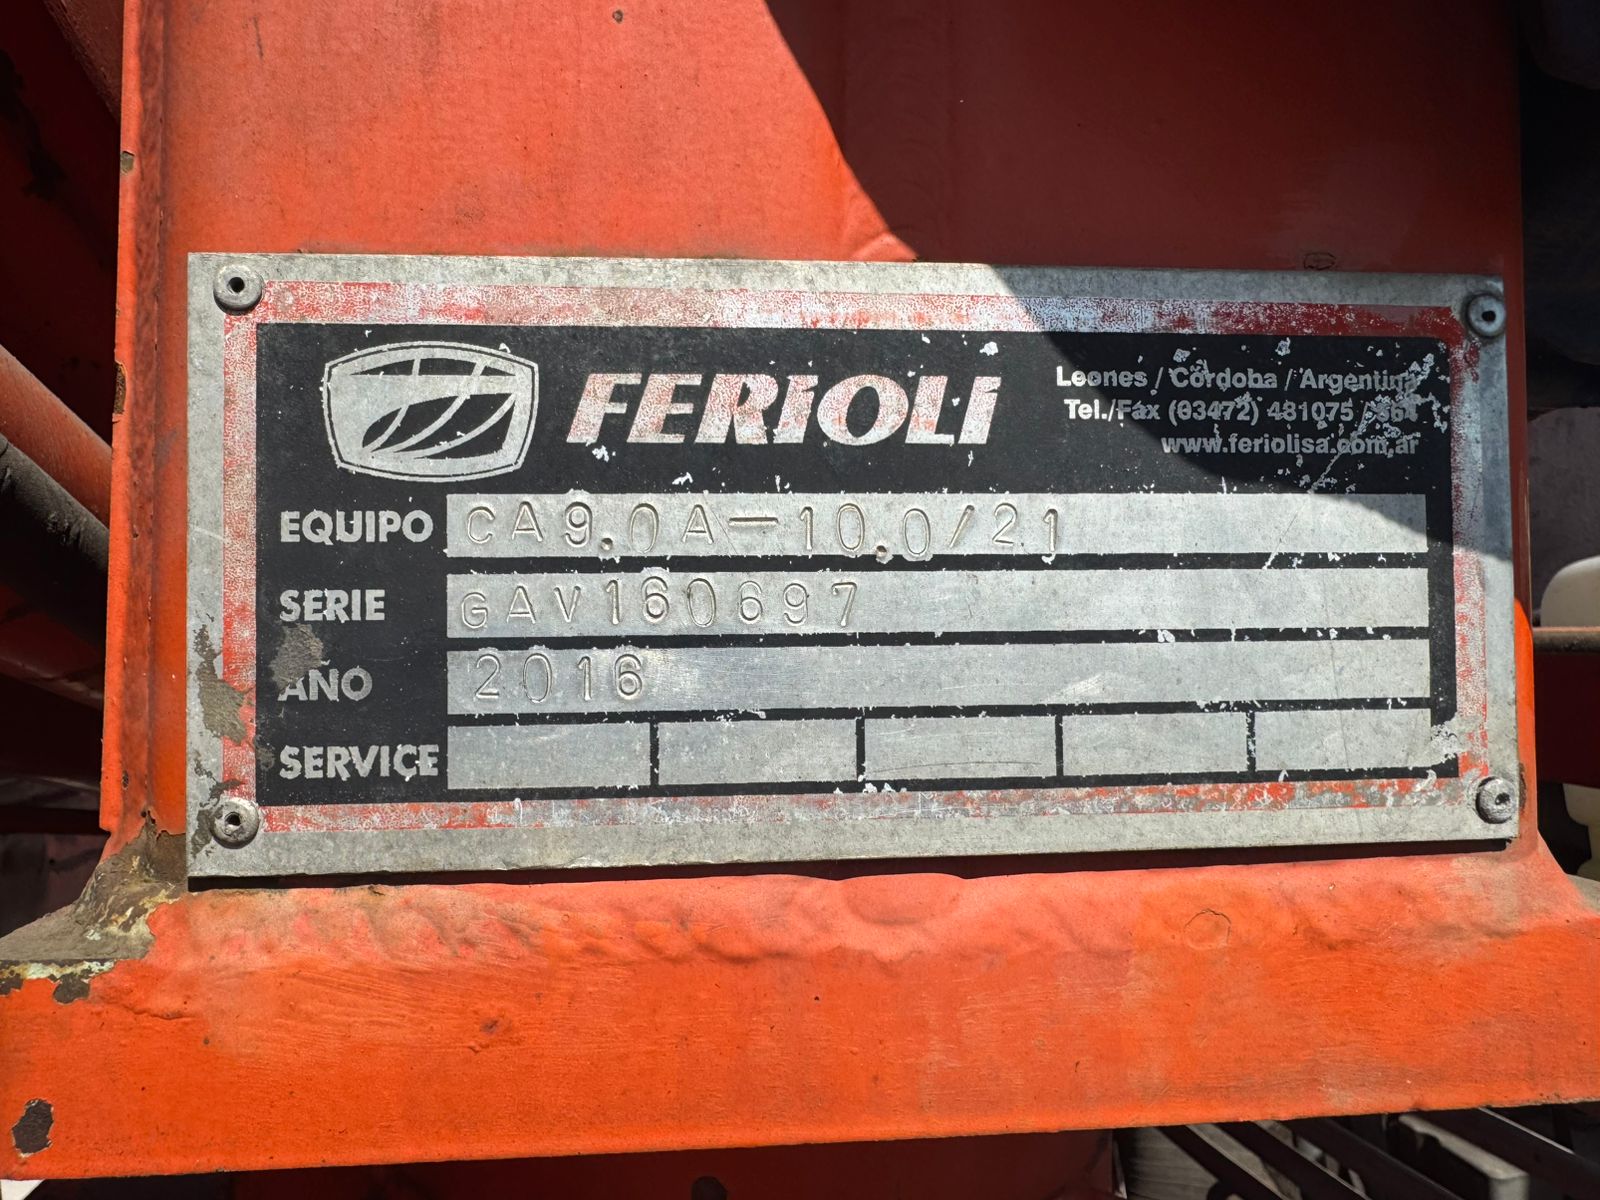 FERiOLi
Leones / Córdoba / Argentina
Tel./Fax (03472) 481075
www.feriolisa.com.ar
EQUIPO CA9.0A-10.0/21
SERIE GAV160697
AÑO 2016
SERVICE